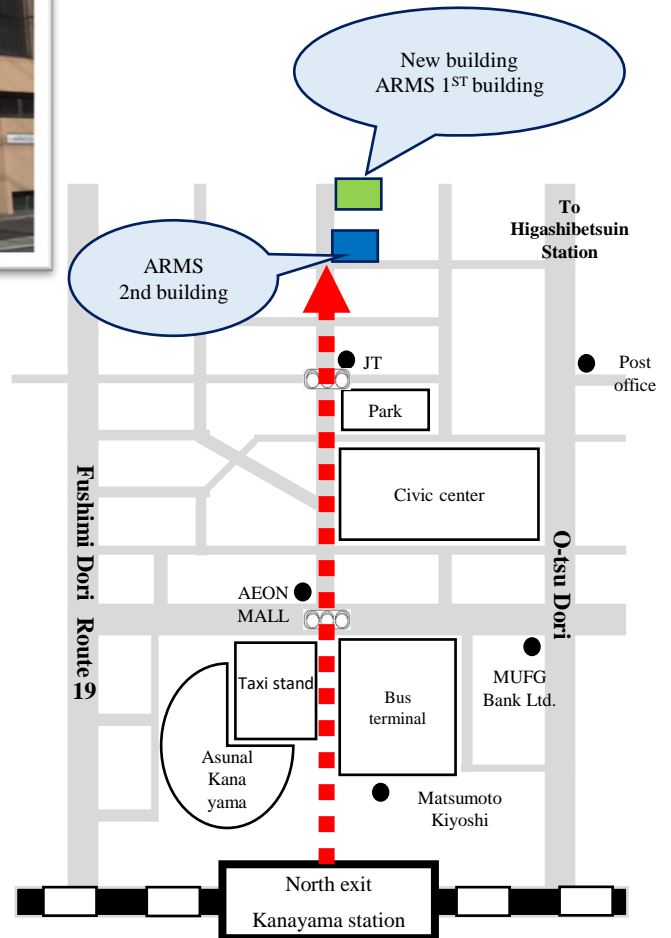 New building
ARMS 1ST building
To
Higashibetsuin
Station
ARMS
2nd building
JT
Post
office
Park
Civic center
Fushimi Dori Route 19
O-tsu Dori
AEON
MALL
Taxi stand
Bus
terminal
MUFG
Bank Ltd.
Asunal
Kana
yama
Matsumoto
Kiyoshi
North exit
Kanayama station